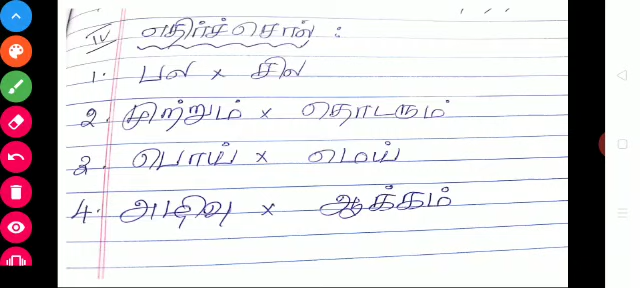 IV எதிர்ச்சொல் :
1. பல x சில
2. முற்றும் x தொடரும்
3. பொய் x மெய்
4. அழிவு x ஆக்கம்